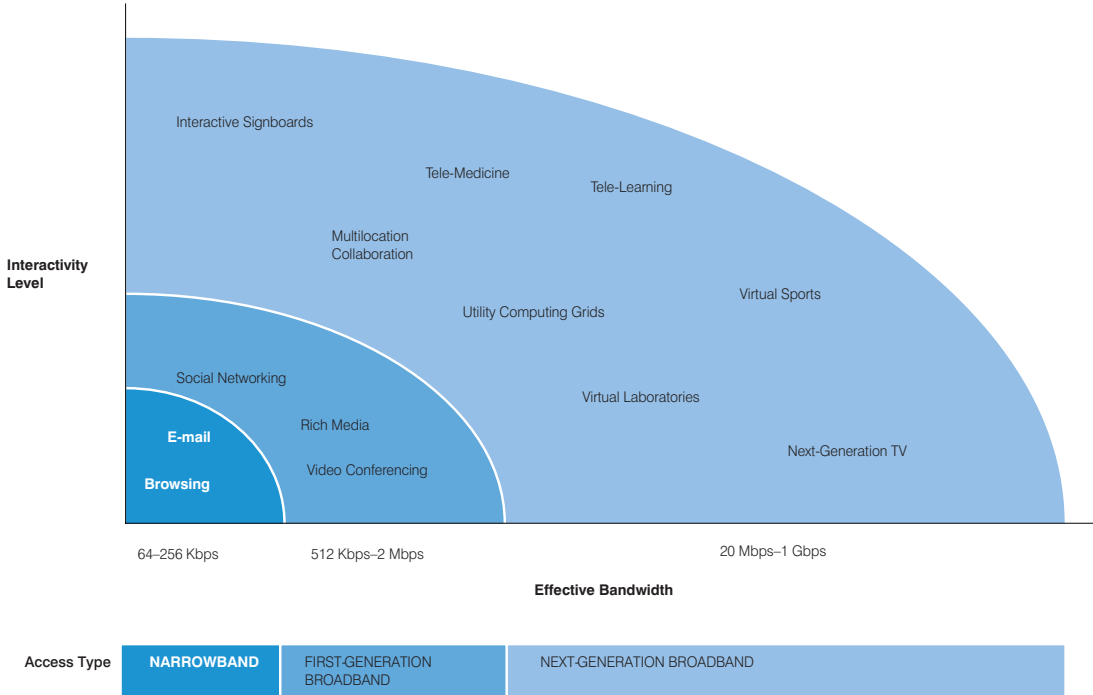 Interactive Signboards
Tele-Medicine
Tele-Learning
Multilocation
Collaboration
Interactivity
Level
Virtual Sports
Utility Computing Grids
Social Networking
Virtual Laboratories
Rich Media
E-mail
Next-Generation TV
Video Conferencing
Browsing
64–256 Kbps
512 Kbps–2 Mbps
20 Mbps–1 Gbps
Effective Bandwidth
Access Type
NARROWBAND
FIRST-GENERATION
BROADBAND
NEXT-GENERATION BROADBAND